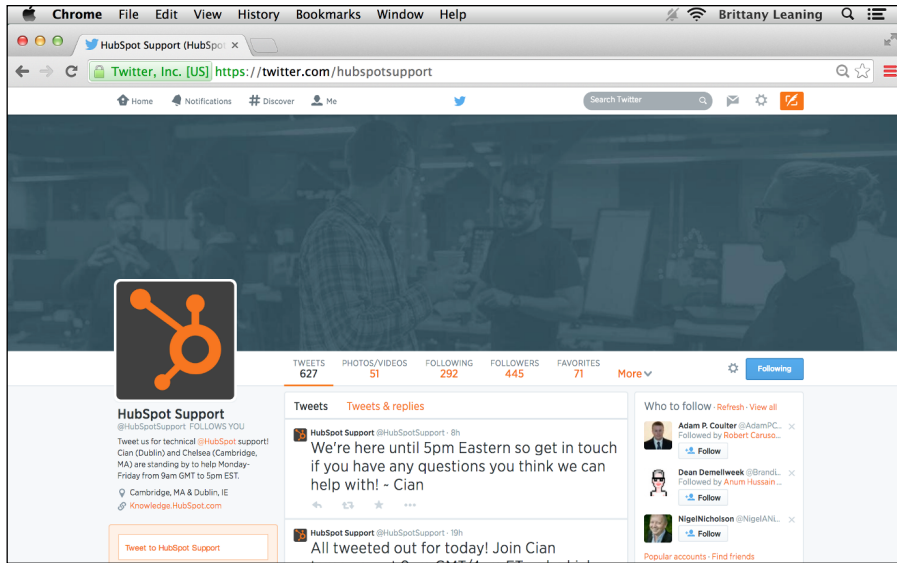 Chrome File Edit View History Bookmarks Window Help Brittany Leaning
HubSpot Support (HubSpot ×
Twitter, Inc. [US] https://twitter.com/hubspotsupport
Home Notifications # Discover Me Search Twitter
TWEETS PHOTOS/VIDEOS FOLLOWING FOLLOWERS FAVORITES
627 51 292 445 71 More Following
HubSpot Support
@HubSpotSupport FOLLOWS YOU
Tweet us for technical @HubSpot support!
Cian (Dublin) and Chelsea (Cambridge,
MA) are standing by to help Monday-
Friday from 9am GMT to 5pm EST.
Cambridge, MA & Dublin, IE
Knowledge.HubSpot.com
Tweet to HubSpot Support
Tweets Tweets & replies
HubSpot Support @HubSpotSupport · 8h
We're here until 5pm Eastern so get in touch
if you have any questions you think we can
help with! ~ Cian
HubSpot Support @HubSpotSupport · 19h
All tweeted out for today! Join Cian
Who to follow · Refresh · View all
Adam P. Coulter @AdamPC...
Followed by Robert Caruso...
Follow
Dean Demellweek @BrandL...
Followed by Anum Hussain ...
Follow
NigelNicholson @NigelANi...
Follow
Popular accounts · Find friends